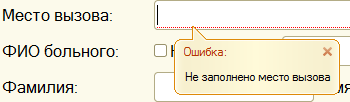 Место вызова:
ФИО больного:
Ошибка:
Не заполнено место вызова
Фамилия: